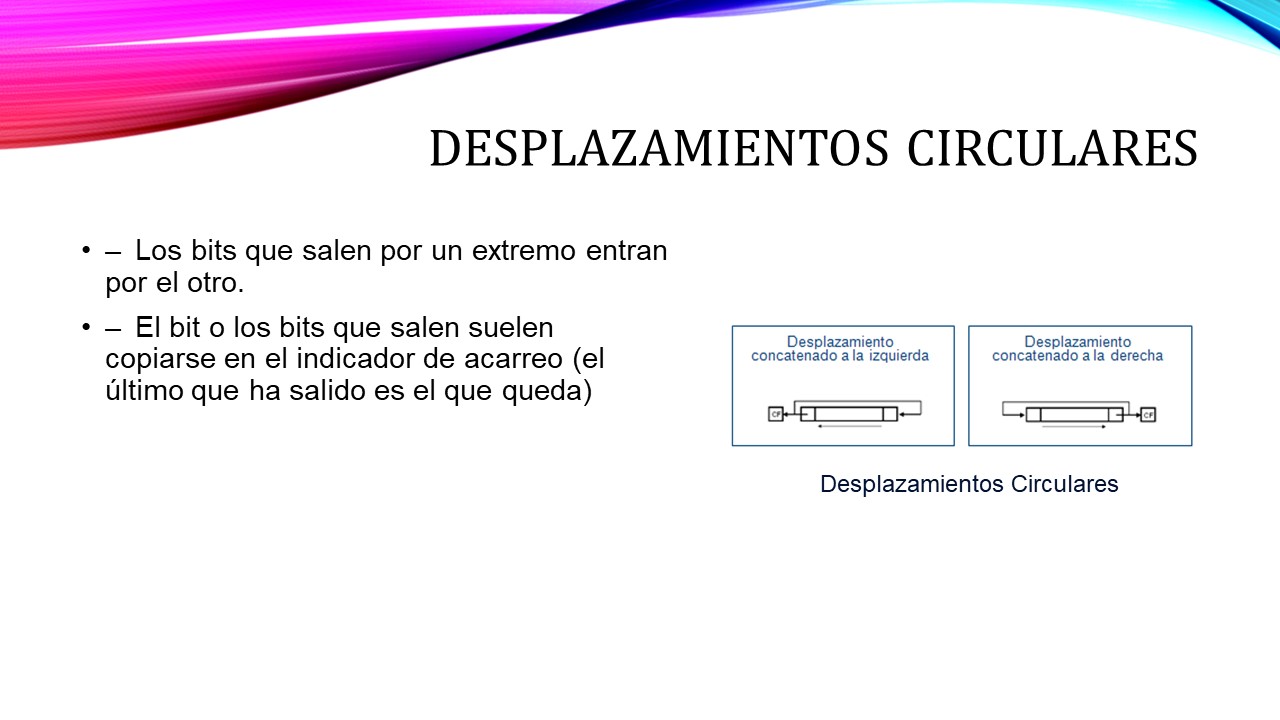 DESPLAZAMIENTOS CIRCULARES
• – Los bits que salen por un extremo entran
por el otro.
• – El bit o los bits que salen suelen
copiarse en el indicador de acarreo (el
último que ha salido es el que queda)
Desplazamiento
concatenado a la izquierda
CF
Desplazamiento
concatenado a la derecha
CF
Desplazamientos Circulares